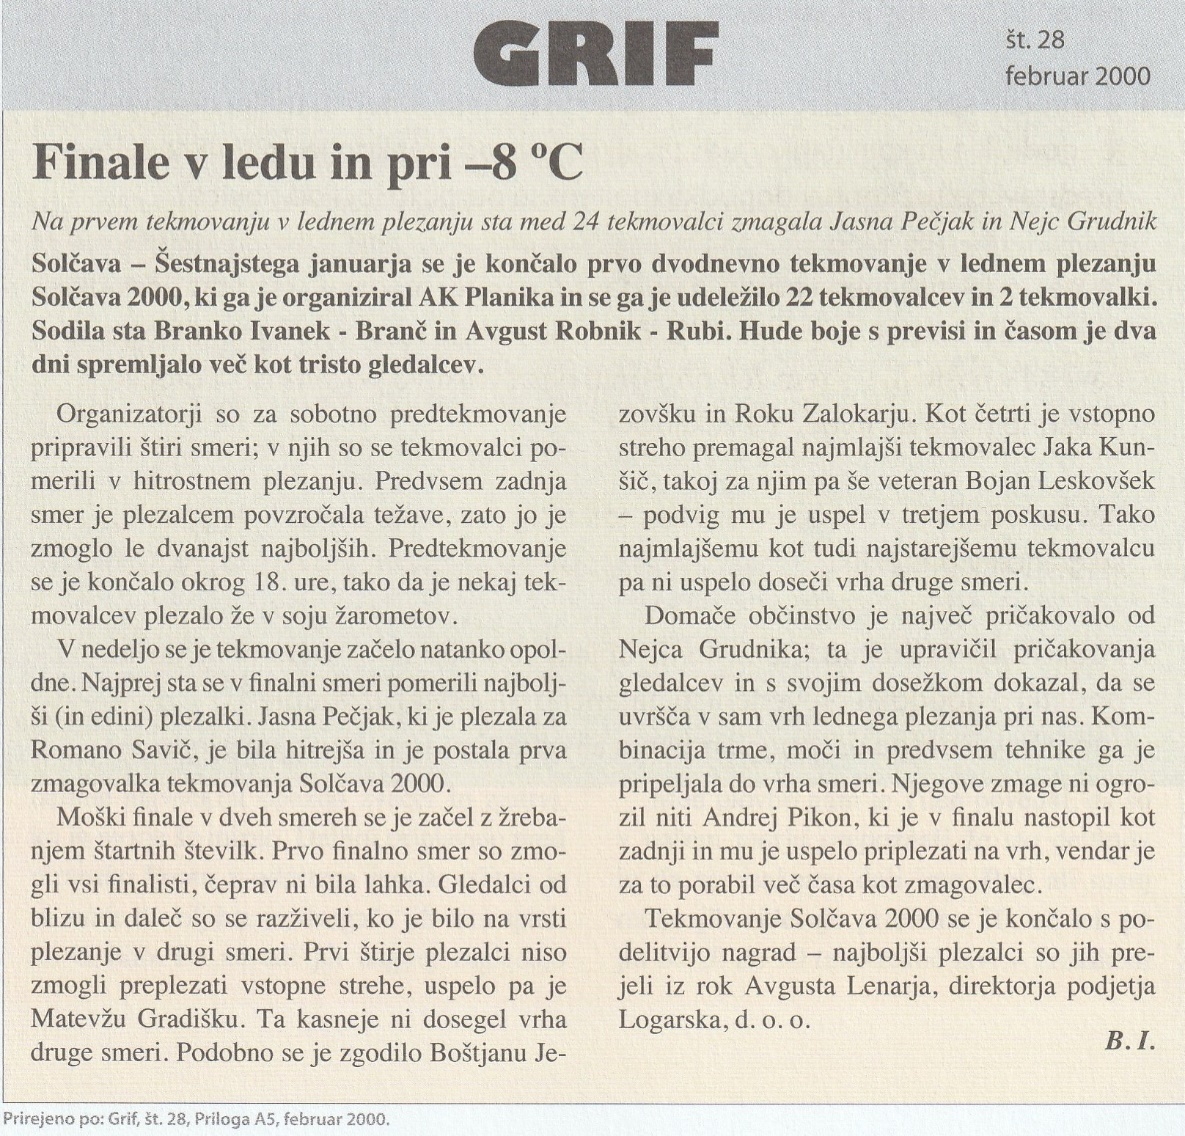 GRIF
št. 28
februar 2000
Finale v ledu in pri –8 ºC
Na prvem tekmovanju v lednem plezanju sta med 24 tekmovalci zmagala Jasna Pečjak in Nejc Grudnik
Solčava – Šestnajstega januarja se je končalo prvo dvodnevno tekmovanje v lednem plezanju
Solčava 2000, ki ga je organiziral AK Planika in se ga je udeležilo 22 tekmovalcev in 2 tekmovalki.
Sodila sta Branko Ivanek - Branč in Avgust Robnik - Rubi. Hude boje s previsi in časom je dva
dni spremljalo več kot tristo gledalcev.
Organizatorji so za sobotno predtekmovanje
pripravili štiri smeri; v njih so se tekmovalci po-
merili v hitrostnem plezanju. Predvsem zadnja
smer je plezalcem povzročala težave, zato jo je
zmoglo le dvanajst najboljših. Predtekmovanje
se je končalo okrog 18. ure, tako da je nekaj tek-
movalcev plezalo že v soju žarometov.
V nedeljo se je tekmovanje začelo natanko opol-
dne. Najprej sta se v finalni smeri pomerili najbolj-
ši (in edini) plezalki. Jasna Pečjak, ki je plezala za
Romano Savič, je bila hitrejša in je postala prva
zmagovalka tekmovanja Solčava 2000.
Moški finale v dveh smereh se je začel z žreba-
njem štartnih številk. Prvo finalno smer so zmo-
gli vsi finalisti, čeprav ni bila lahka. Gledalci od
blizu in daleč so se razživeli, ko je bilo na vrsti
plezanje v drugi smeri. Prvi štirje plezalci niso
zmogli preplezati vstopne strehe, uspelo pa je
Matevžu Gradišku. Ta kasneje ni dosegel vrha
druge smeri. Podobno se je zgodilo Boštjanu Je-
zovšku in Roku Zalokarju. Kot četrti je vstopno
streho premagal najmlajši tekmovalec Jaka Kun-
šič, takoj za njim pa še veteran Bojan Leskovšek
– podvig mu je uspel v tretjem poskusu. Tako
najmlajšemu kot tudi najstarejšemu tekmovalcu
pa ni uspelo doseči vrha druge smeri.
Domače občinstvo je največ pričakovalo od
Nejca Grudnika; ta je upravičil pričakovanja
gledalcev in s svojim dosežkom dokazal, da se
uvršča v sam vrh lednega plezanja pri nas. Kom-
binacija trme, moči in predvsem tehnike ga je
pripeljala do vrha smeri. Njegove zmage ni ogro-
zil niti Andrej Pikon, ki je v finalu nastopil kot
zadnji in mu je uspelo priplezati na vrh, vendar je
za to porabil več časa kot zmagovalec.
Tekmovanje Solčava 2000 se je končalo s po-
delitvijo nagrad – najboljši plezalci so jih pre-
jeli iz rok Avgusta Lenarja, direktorja podjetja
Logarska, d. o. o.
B. I.
Prirejeno po: Grif, št. 28, Priloga A5, februar 2000.